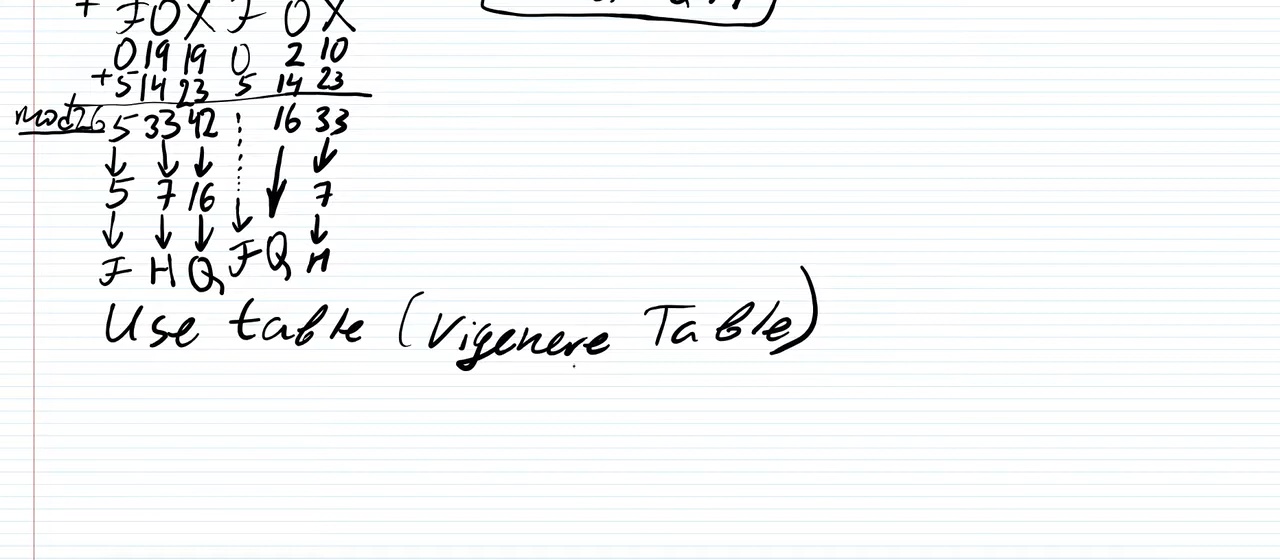 + F O X F O X
0 19 19 0 2 10
+ 5 14 23 5 14 23
mod26 5 33 42 16 33
5 7 16 7
F H Q F Q H
Use table (Vigenere Table)